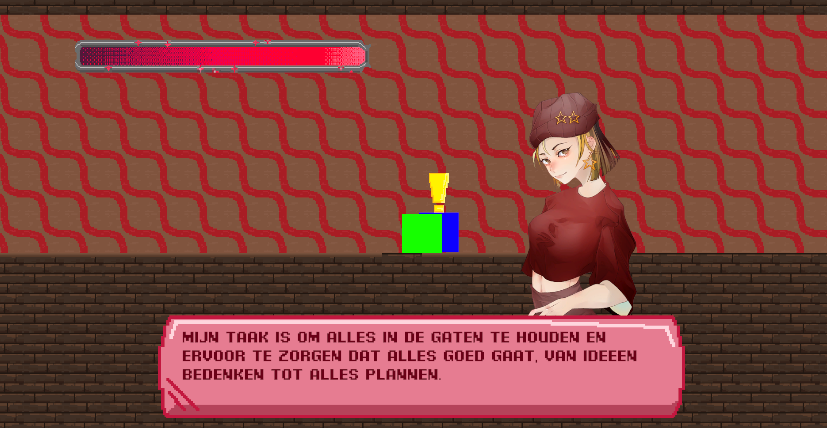 MIJN TAAK IS OM ALLES IN DE GATEN TE HOUDEN EN
ERVOOR TE ZORGEN DAT ALLES GOED GAAT, VAN IDEEEN
BEDENKEN TOT ALLES PLANNEN.